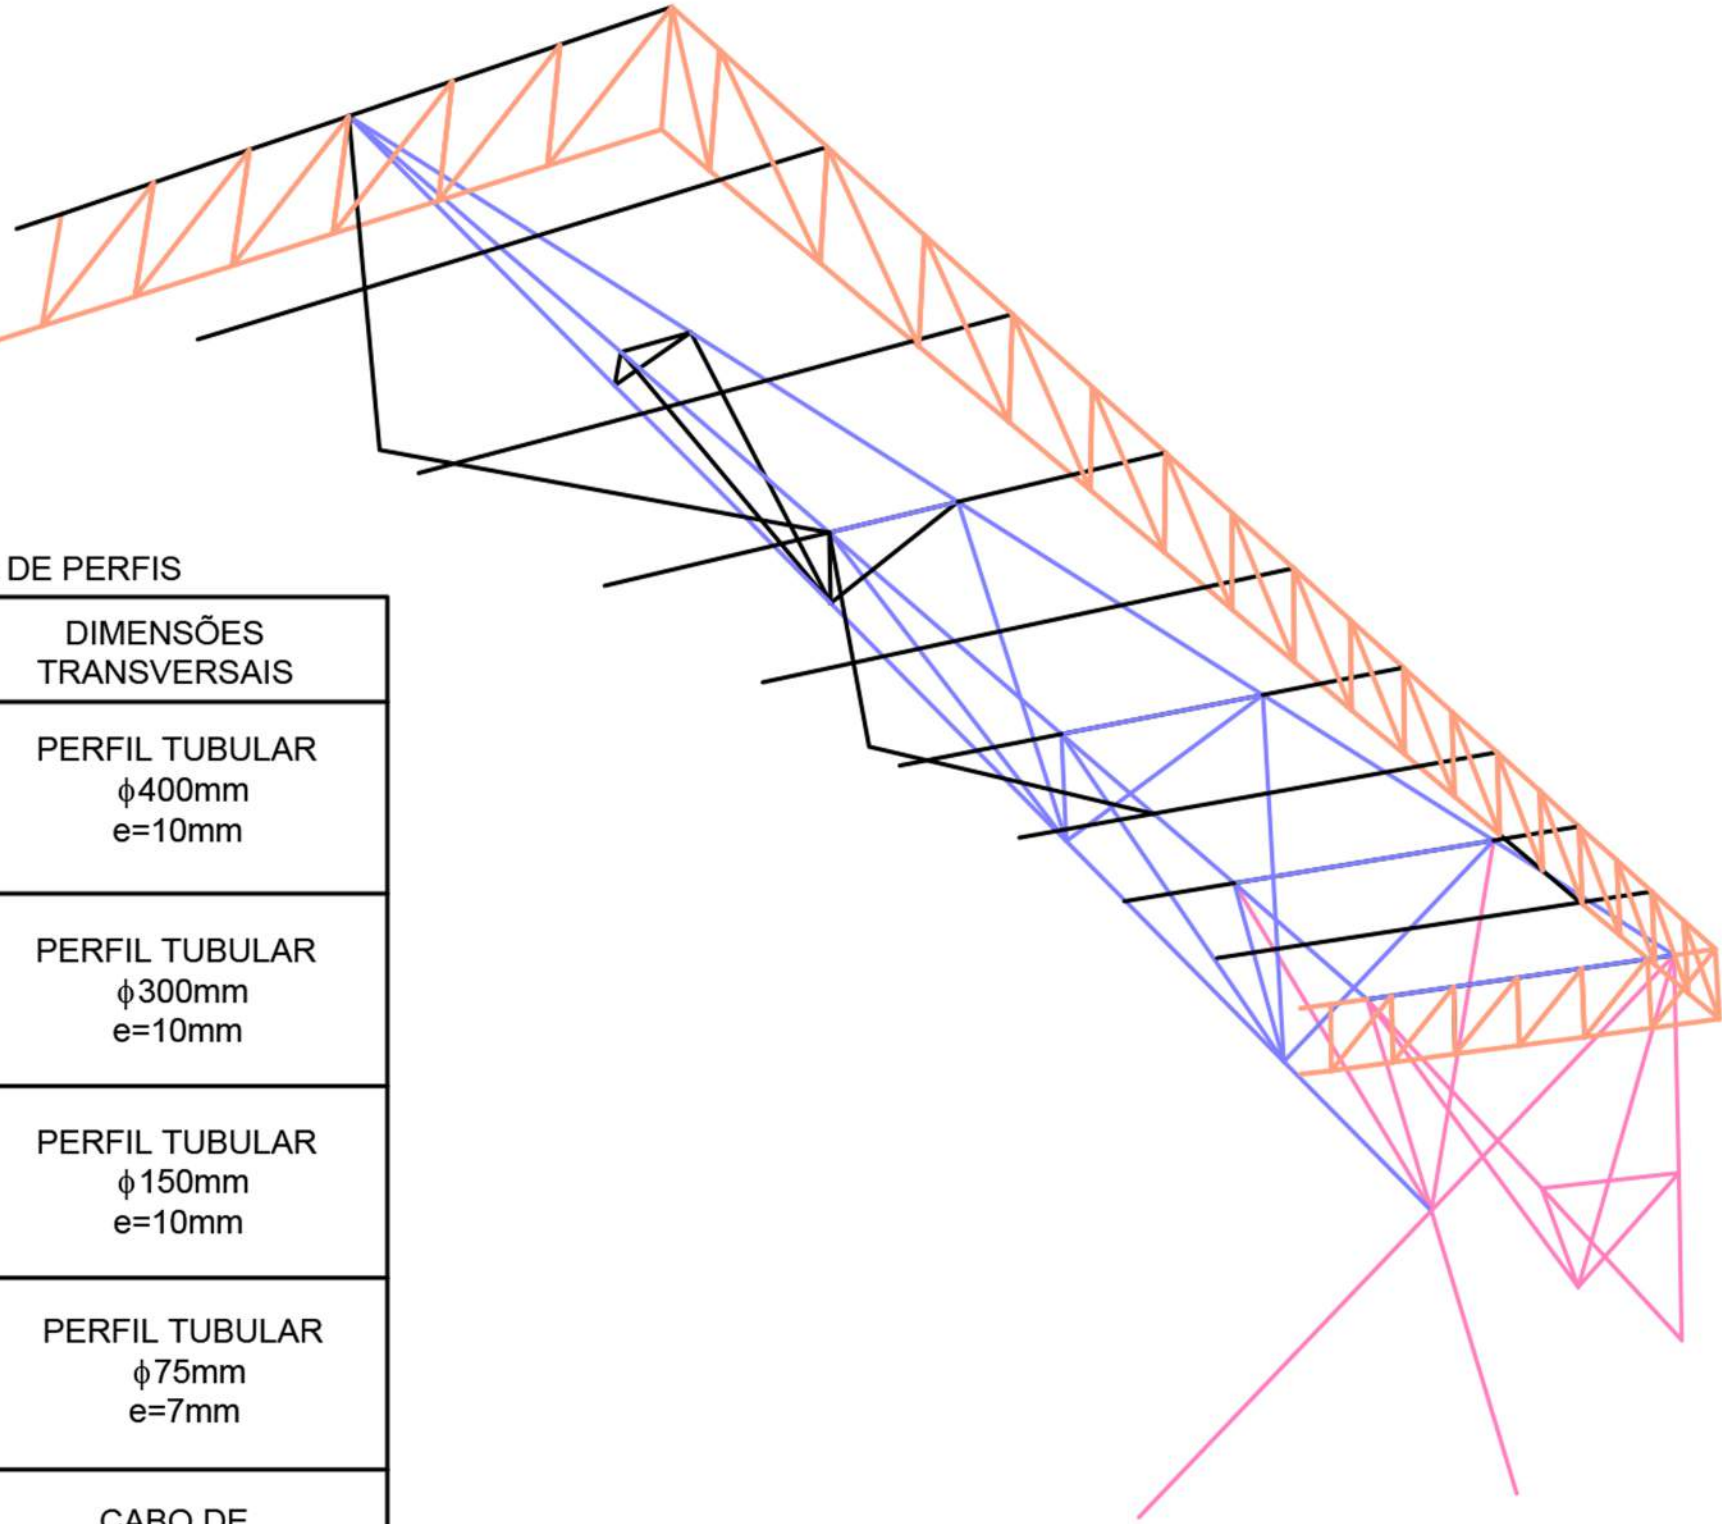 DE PERFIS
DIMENSÕES
TRANSVERSAIS
PERFIL TUBULAR
ϕ400mm
e=10mm
PERFIL TUBULAR
ϕ300mm
e=10mm
PERFIL TUBULAR
ϕ150mm
e=10mm
PERFIL TUBULAR
ϕ75mm
e=7mm
CABO DE